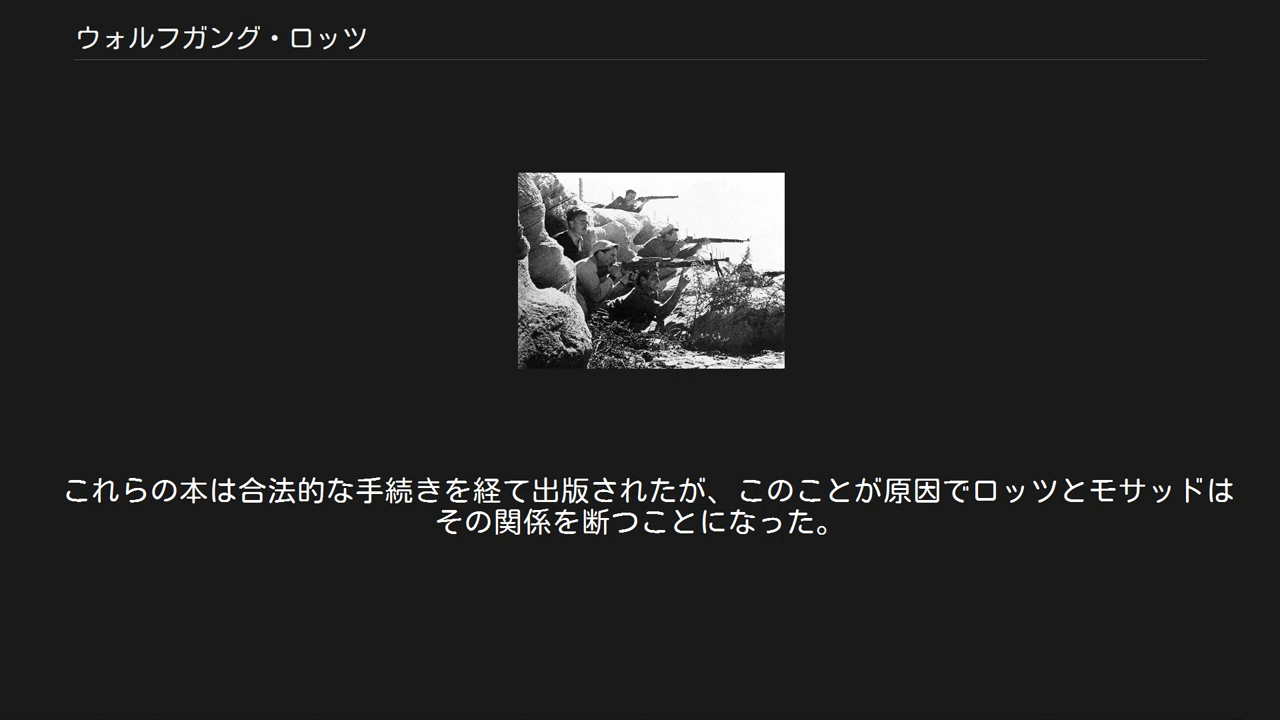 ウォルフガング・ロッツ
これらの本は合法的な手続きを経て出版されたが、このことが原因でロッツとモサッドは
その関係を断つことになった。